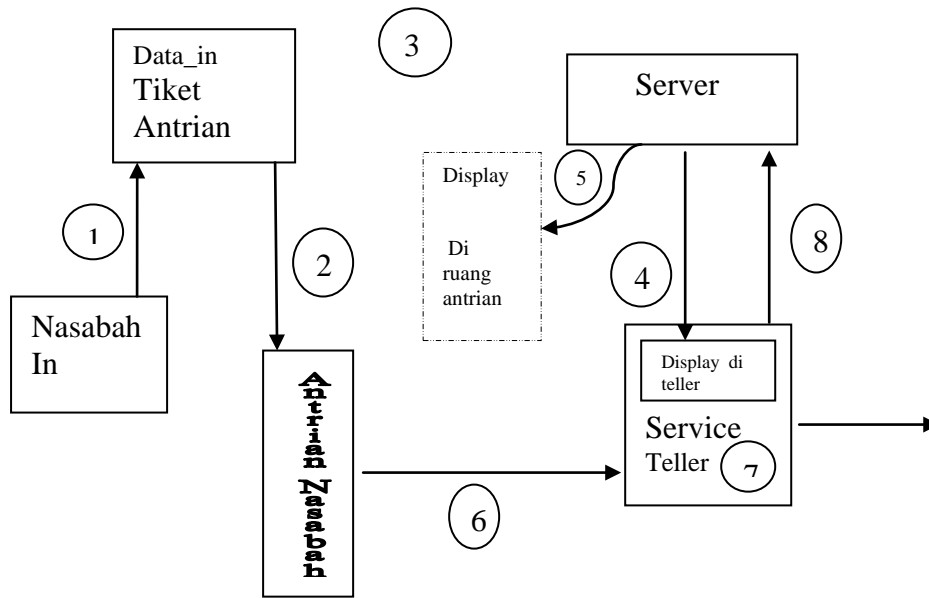 3
Data_in
Tiket
Antrian
Server
Display
Di
ruang
antrian
5
1
2
4
8
Nasabah
In
Antrian Nasabah
Display di
teller
Service
Teller
7
6